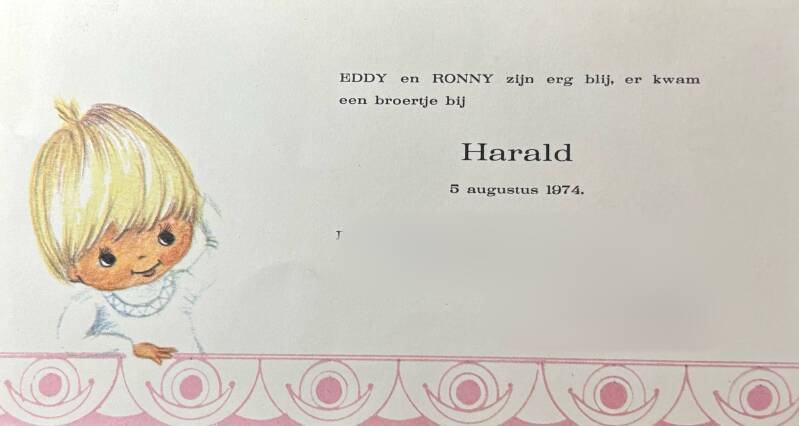 EDDY en RONNY zijn erg blij, er kwam
een broertje bij
Harald
5 augustus 1974.